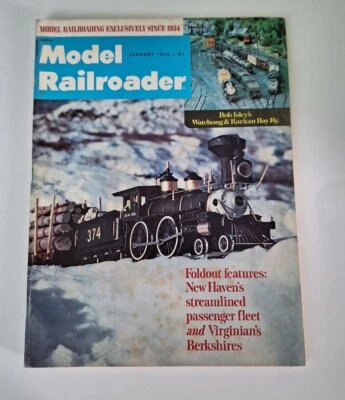 MODEL RAILROADING EXCLUSIVELY SINCE 1934
Model
Railroader
JANUARY
Bob Isley's
Watchung & Raritan Bay Ry.
374
Foldout features:
New Haven's
streamlined
passenger fleet
and Virginian's
Berkshires